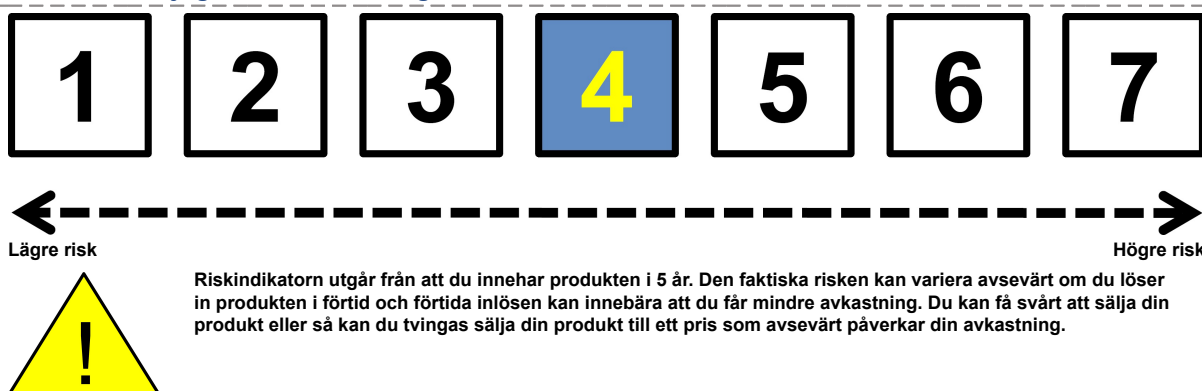 1 2 3 4 5 6 7
Lägre risk Högre risk
Riskindikatorn utgår från att du innehar produkten i 5 år. Den faktiska risken kan variera avsevärt om du löser
in produkten i förtid och förtida inlösen kan innebära att du får mindre avkastning. Du kan få svårt att sälja din
produkt eller så kan du tvingas sälja din produkt till ett pris som avsevärt påverkar din avkastning.
!